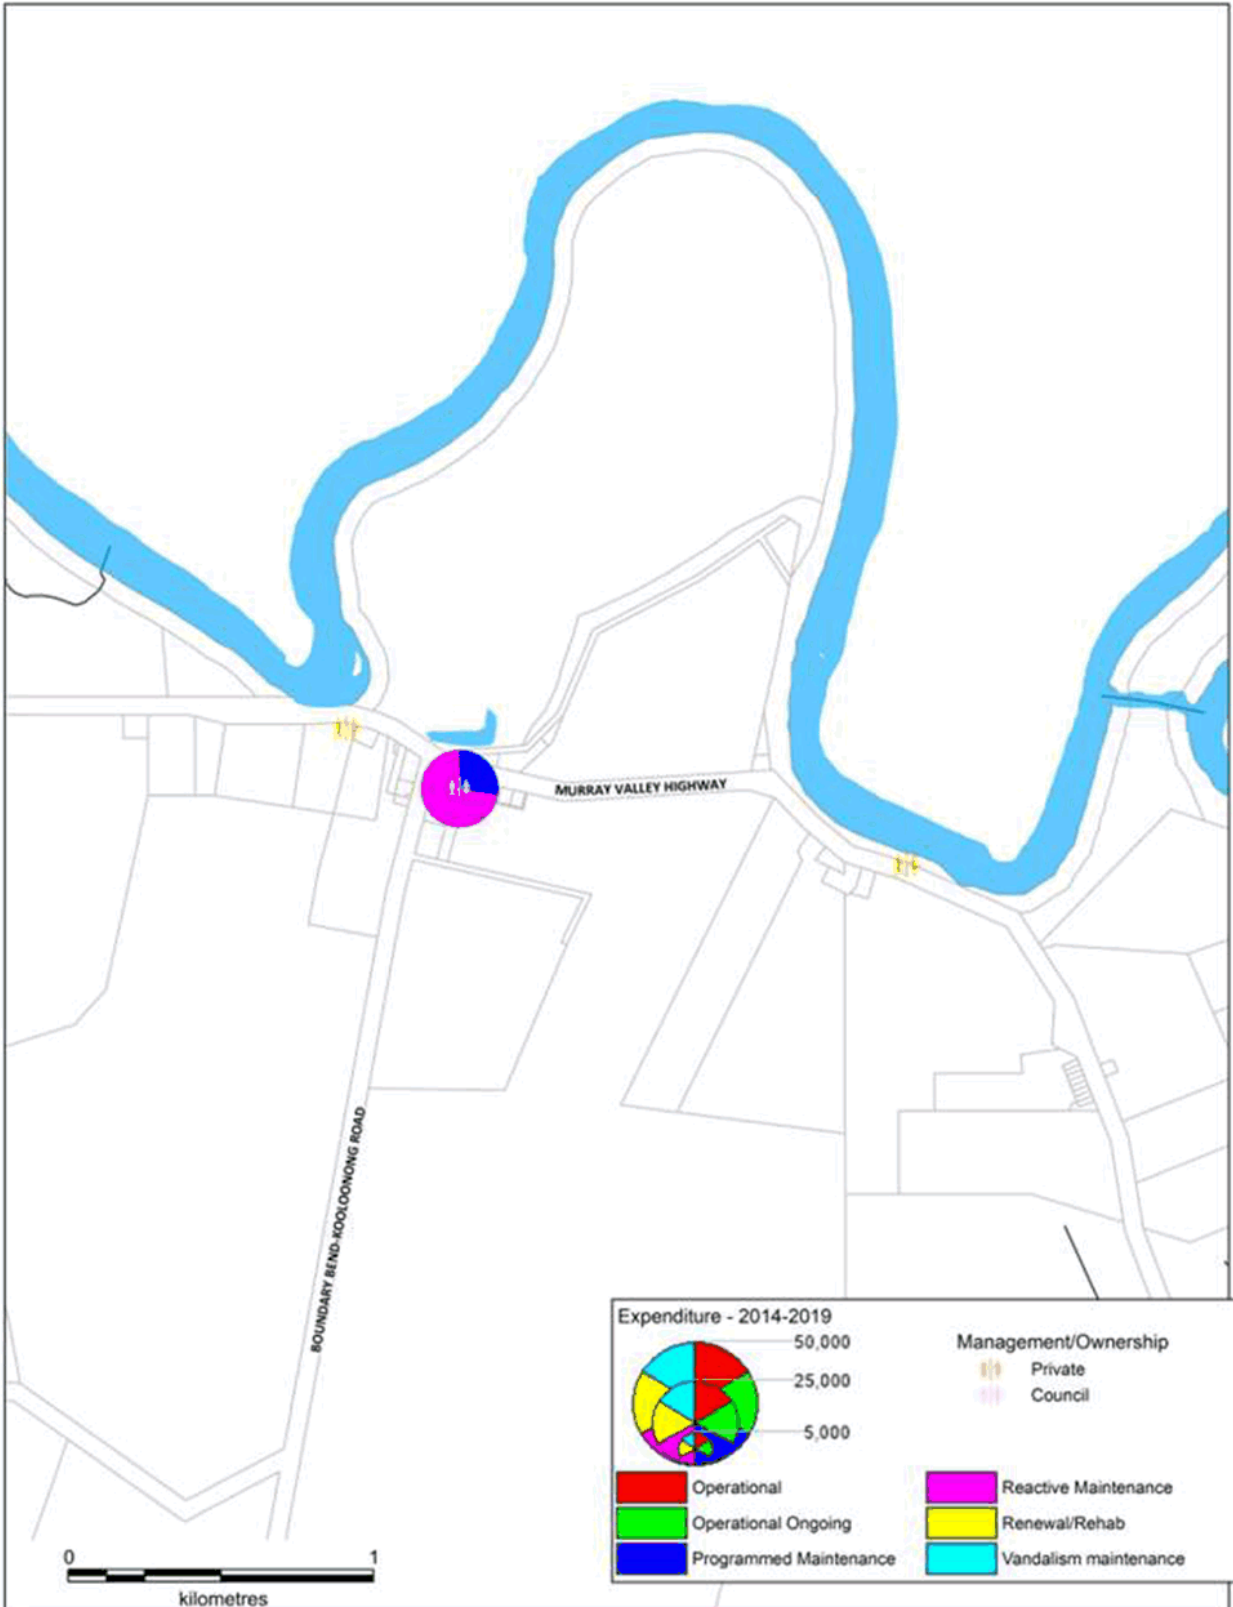 MURRAY VALLEY HIGHWAY
BOUNDARY BEND-KOOLOONONG ROAD
Expenditure - 2014-2019
50,000
25,000
5,000
Management/Ownership
Private
Council
Operational
Operational Ongoing
Programmed Maintenance
Reactive Maintenance
Renewal/Rehab
Vandalism maintenance
0 1
kilometres